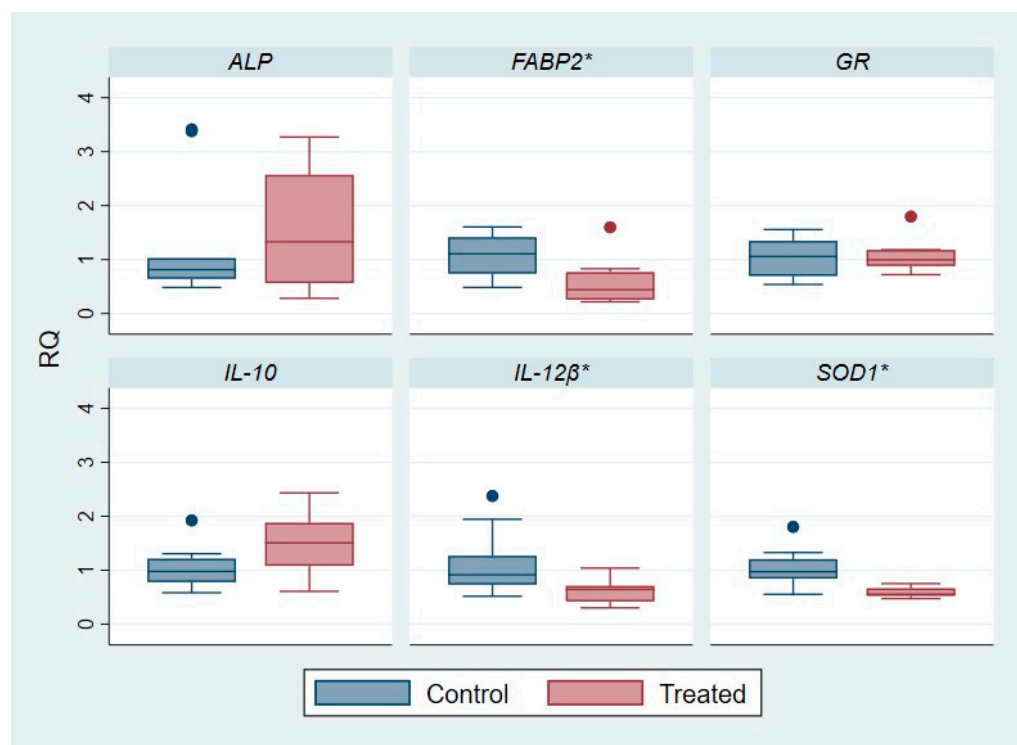 ALP FABP2* GR
4
3
2
1
0
RQ
IL-10 IL-12β* SOD1*
4
3
2
1
0
Control Treated